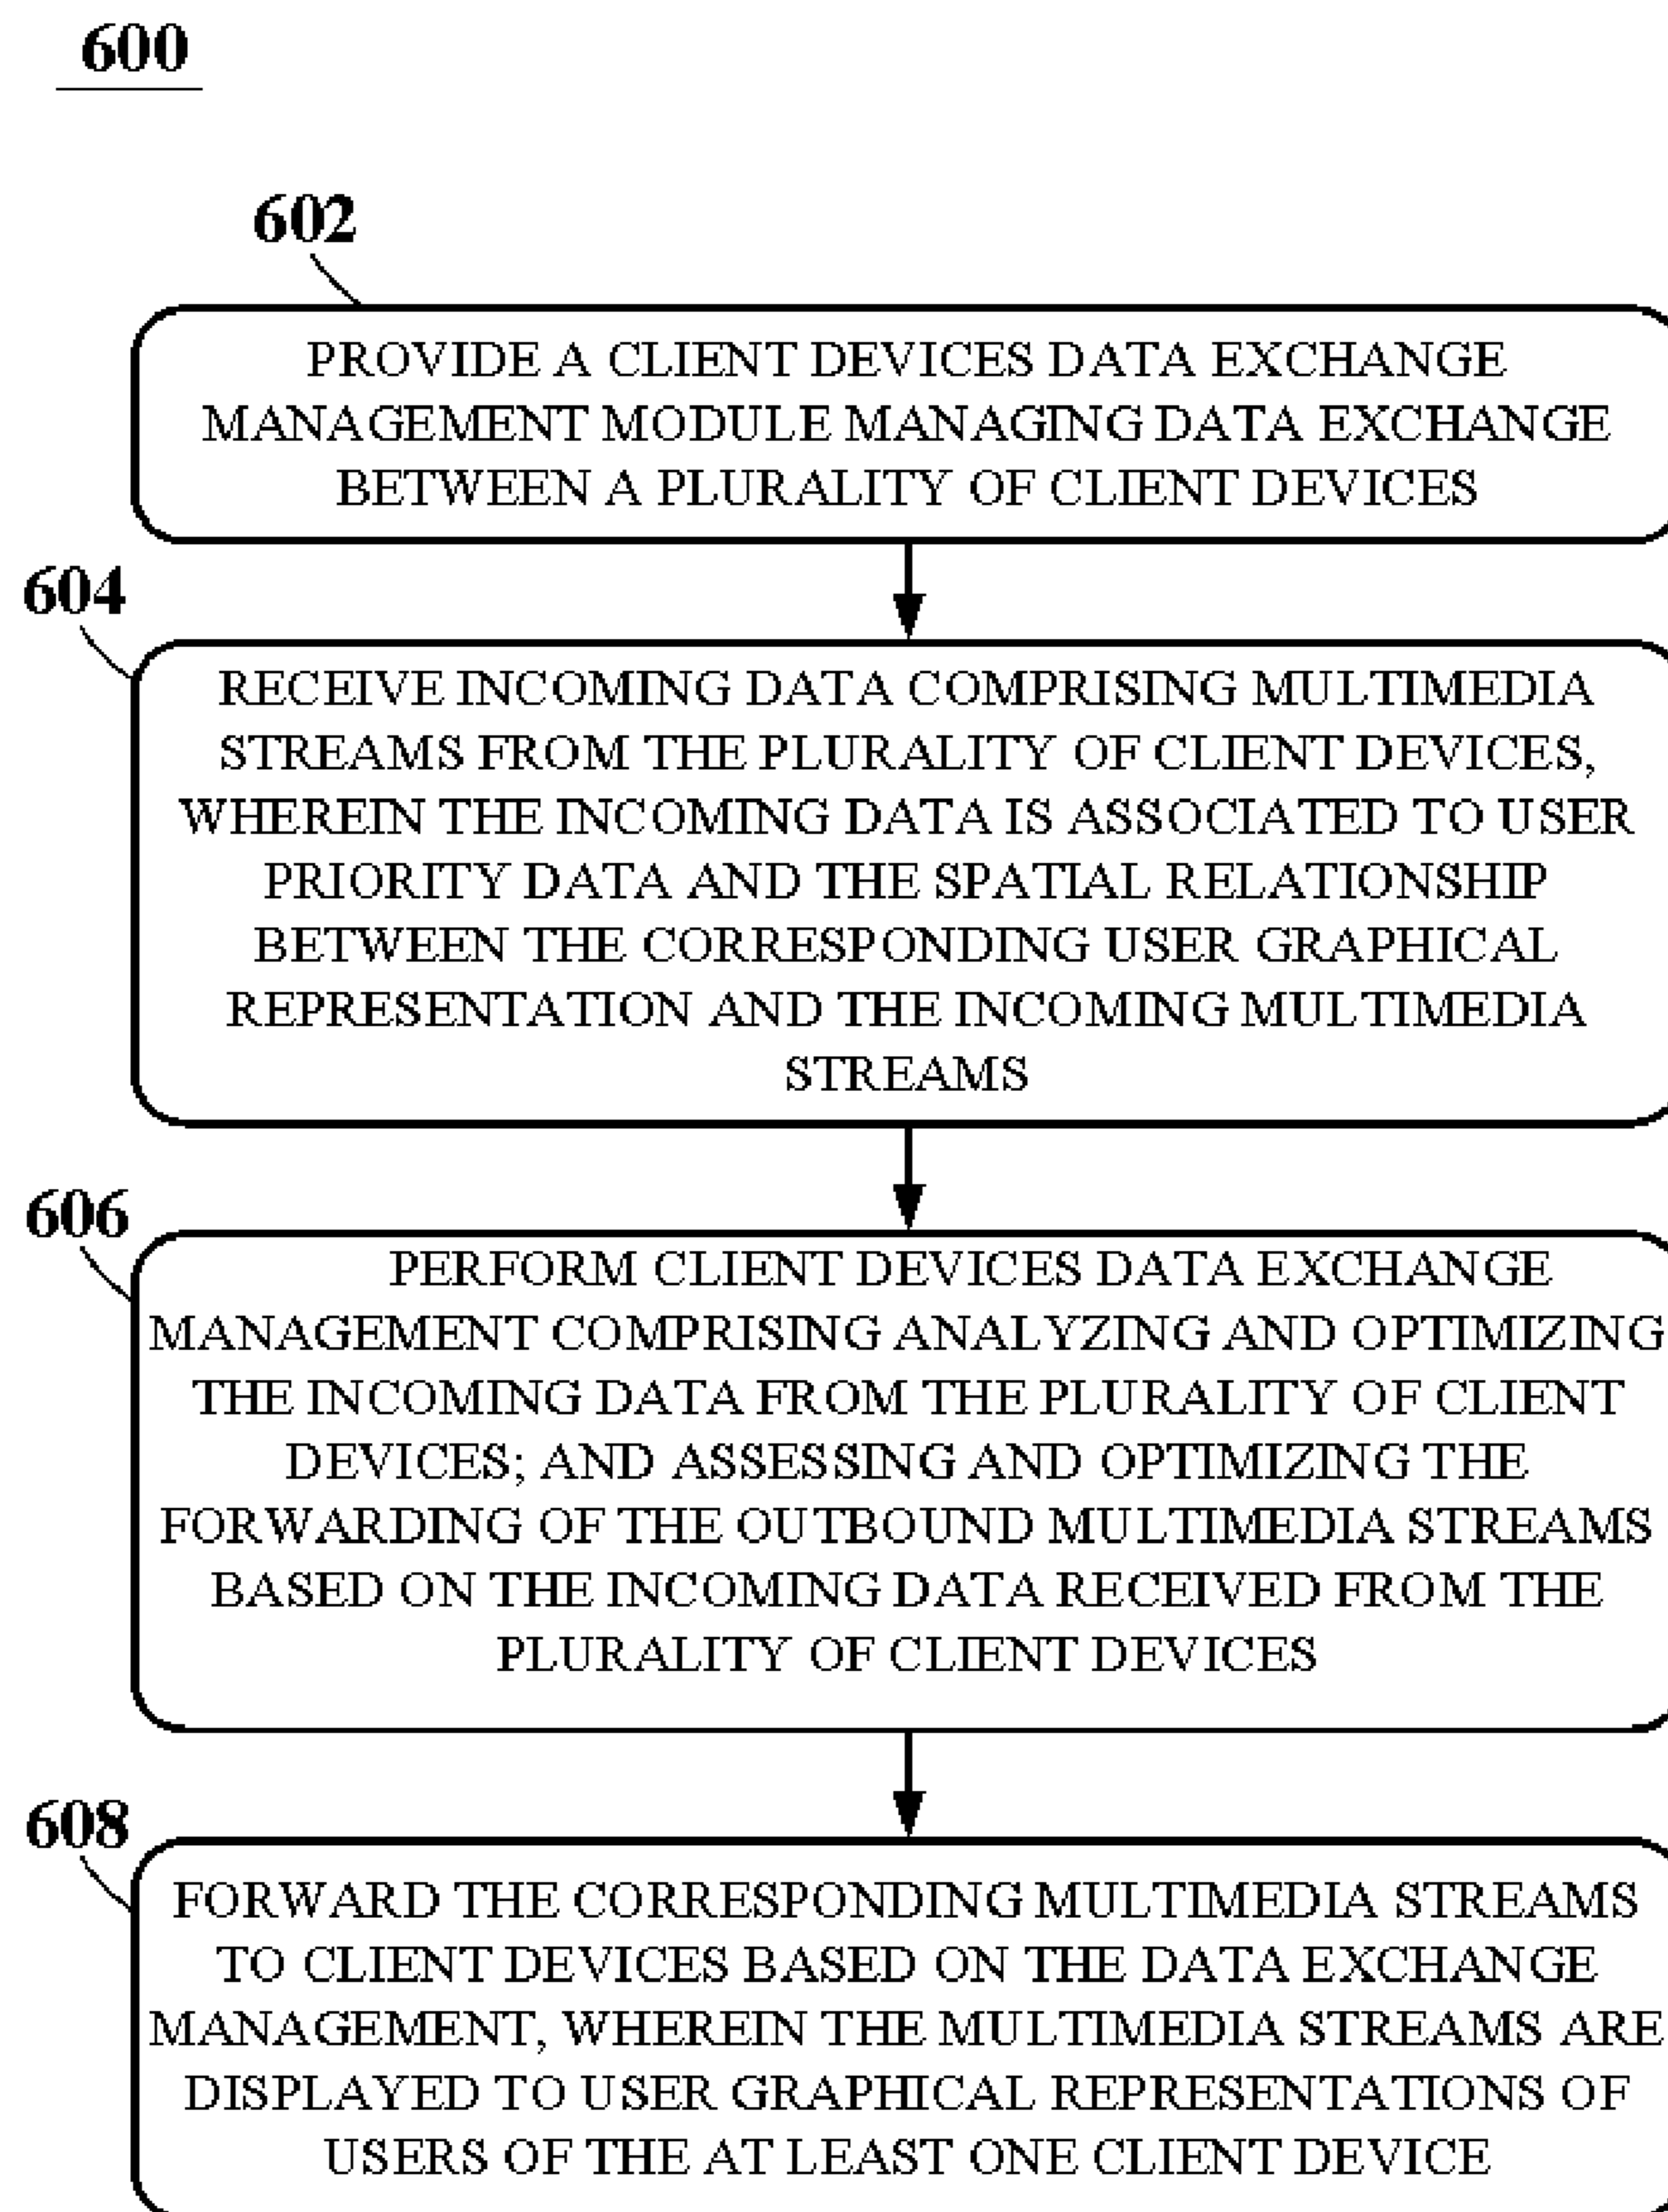 600
602
PROVIDE A CLIENT DEVICES DATA EXCHANGE
MANAGEMENT MODULE MANAGING DATA EXCHANGE
BETWEEN A PLURALITY OF CLIENT DEVICES
604
RECEIVE INCOMING DATA COMPRISING MULTIMEDIA
STREAMS FROM THE PLURALITY OF CLIENT DEVICES,
WHEREIN THE INCOMING DATA IS ASSOCIATED TO USER
PRIORITY DATA AND THE SPATIAL RELATIONSHIP
BETWEEN THE CORRESPONDING USER GRAPHICAL
REPRESENTATION AND THE INCOMING MULTIMEDIA
STREAMS
606
PERFORM CLIENT DEVICES DATA EXCHANGE
MANAGEMENT COMPRISING ANALYZING AND OPTIMIZING
THE INCOMING DATA FROM THE PLURALITY OF CLIENT
DEVICES; AND ASSESSING AND OPTIMIZING THE
FORWARDING OF THE OUTBOUND MULTIMEDIA STREAMS
BASED ON THE INCOMING DATA RECEIVED FROM THE
PLURALITY OF CLIENT DEVICES
608
FORWARD THE CORRESPONDING MULTIMEDIA STREAMS
TO CLIENT DEVICES BASED ON THE DATA EXCHANGE
MANAGEMENT, WHEREIN THE MULTIMEDIA STREAMS ARE
DISPLAYED TO USER GRAPHICAL REPRESENTATIONS OF
USERS OF THE AT LEAST ONE CLIENT DEVICE